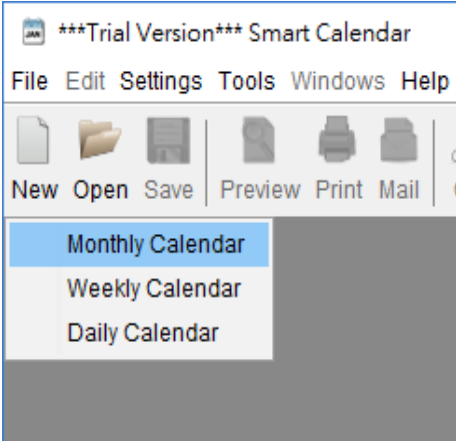 ***Trial Version*** Smart Calendar
File Edit Settings Tools Windows Help
New Open Save Preview Print Mail
Monthly Calendar
Weekly Calendar
Daily Calendar